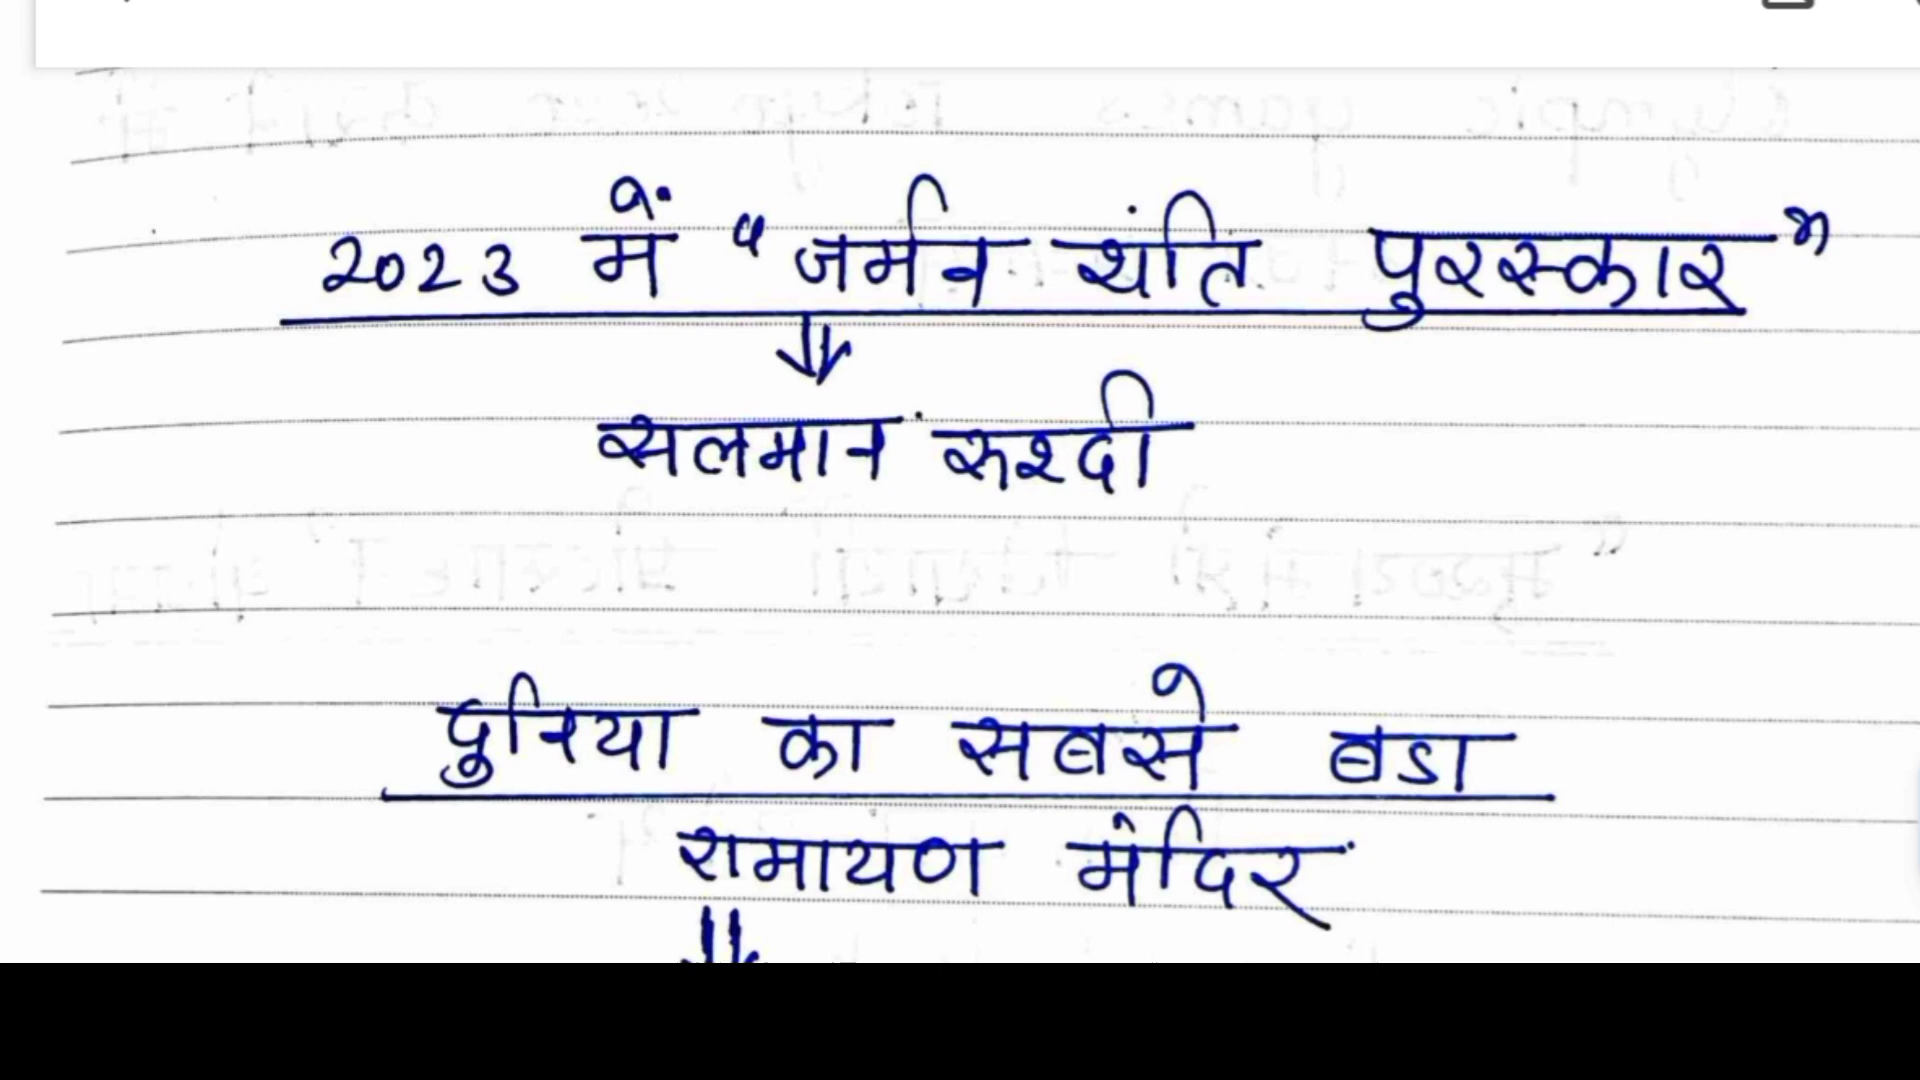 2023 में "जर्मन शांति पुरस्कार"
सलमान रुश्दी
दुनिया का सबसे बडा
रामायण मंदिर